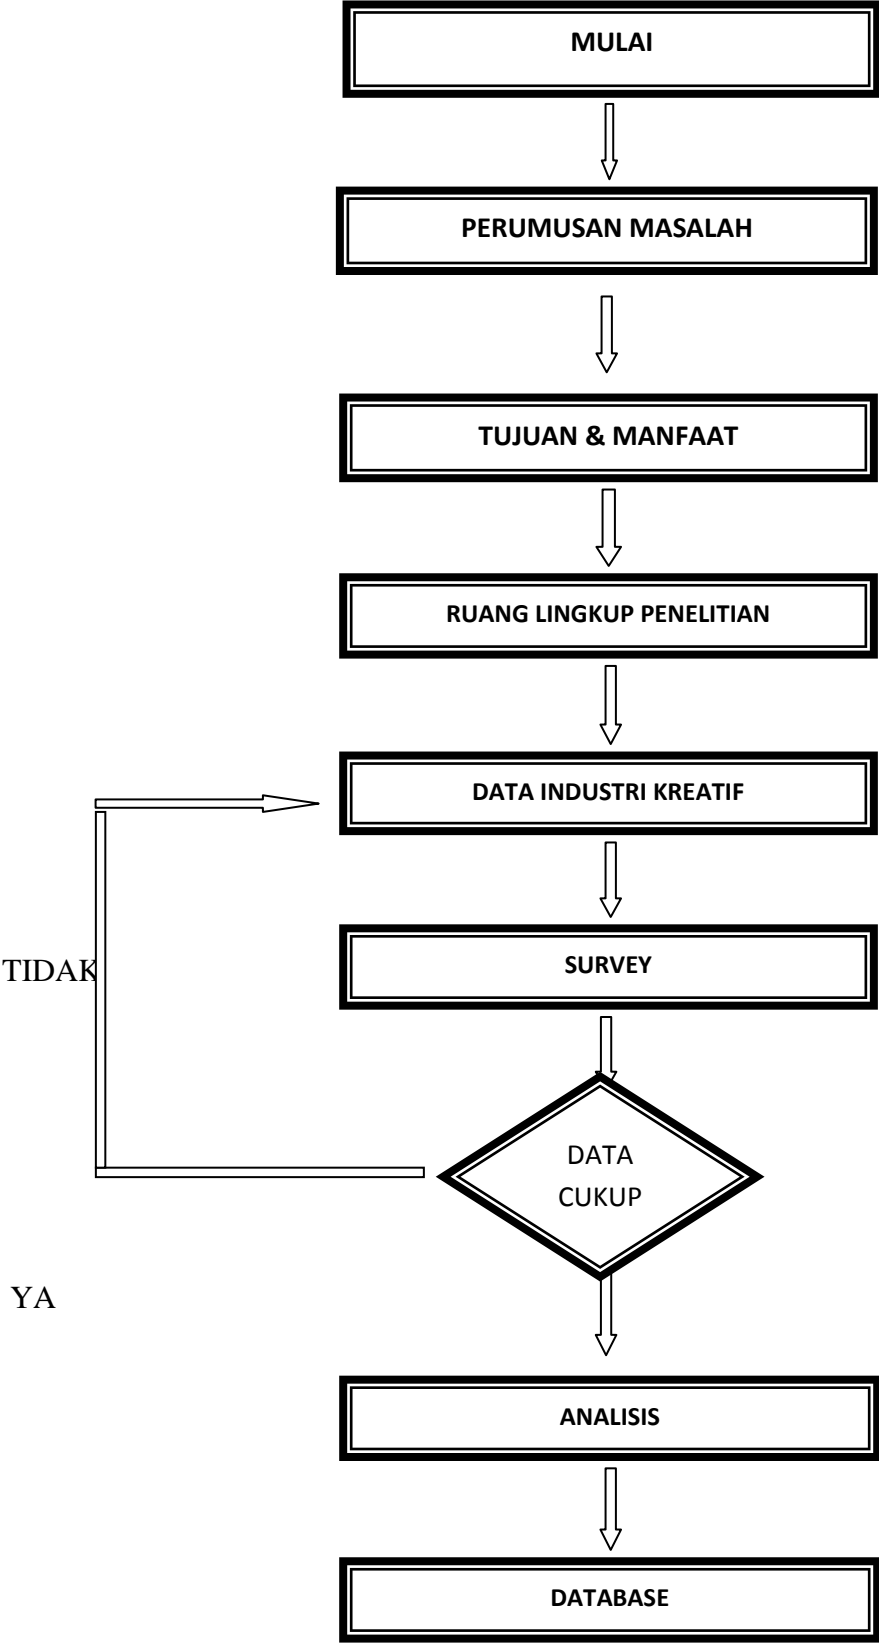 MULAI
PERUMUSAN MASALAH
TUJUAN & MANFAAT
RUANG LINGKUP PENELITIAN
DATA INDUSTRI KREATIF
SURVEY
TIDAK
DATA
CUKUP
YA
ANALISIS
DATABASE